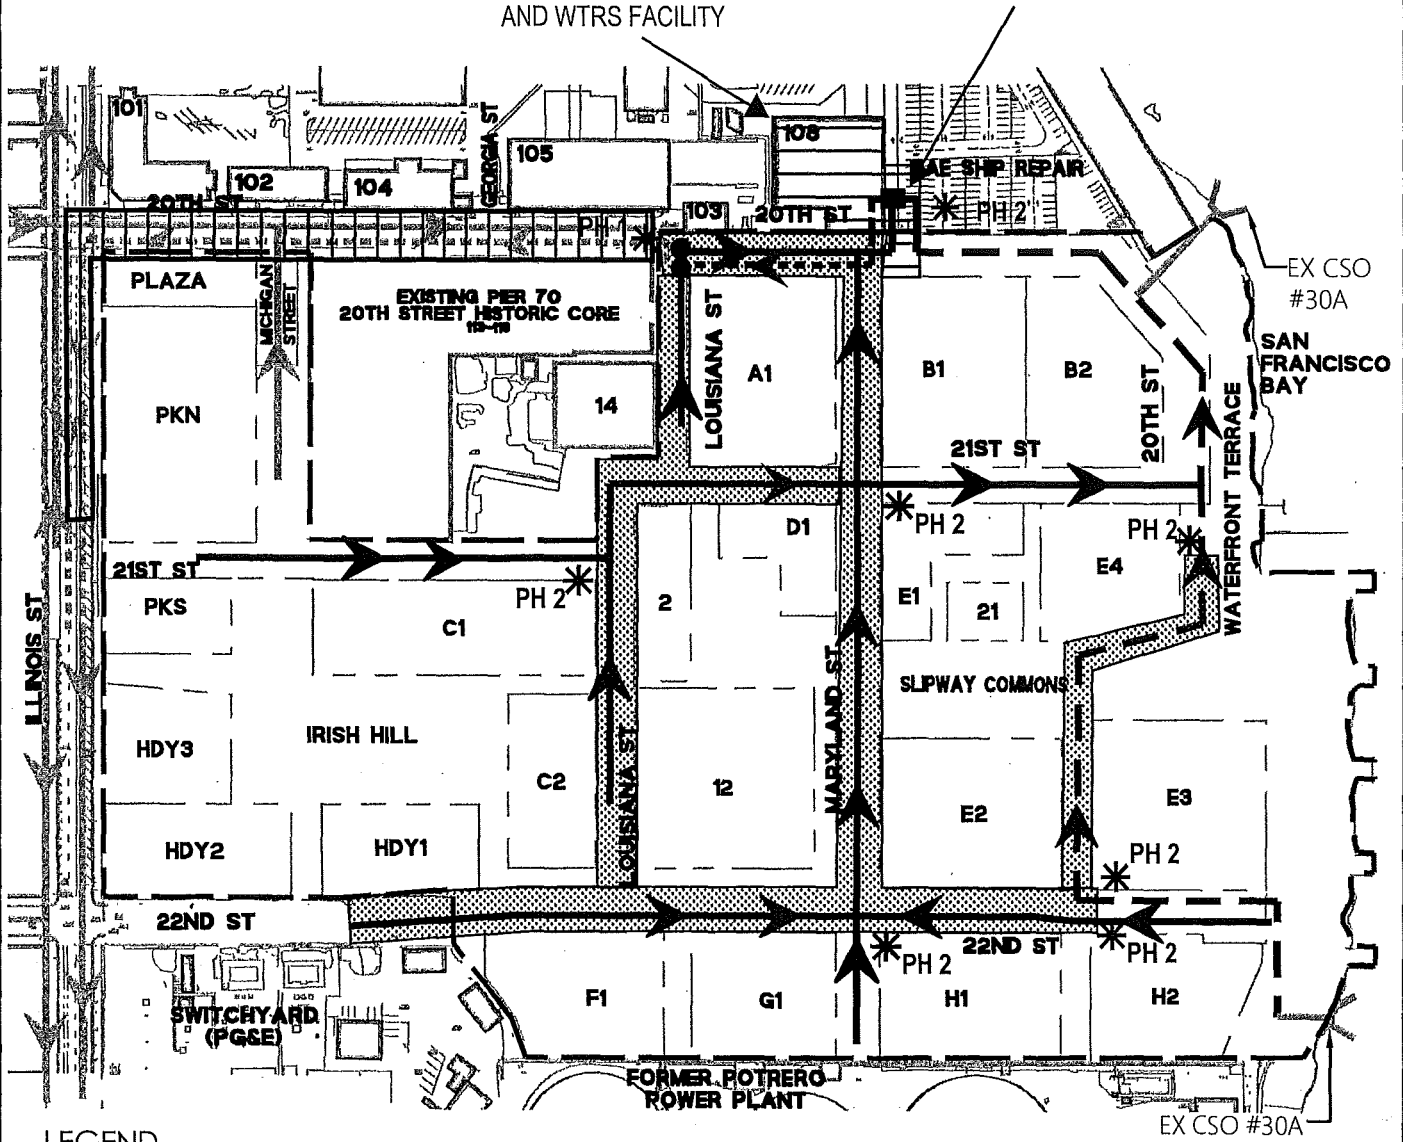 AND WTRS FACILITY
101
102
104
GEORGIA ST
105
108
BAE SHIP REPAIR
20TH ST
103
20TH ST
PH 1
PH 2
EX CSO
#30A
PLAZA
MICHIGAN
STREET
EXISTING PIER 70
20TH STREET HISTORIC CORE
LOUISIANA ST
A1
B1
B2
20TH ST
SAN
FRANCISCO
BAY
WATERFRONT TERRACE
PKN
14
21ST ST
D1
PH 2
PH 2
21ST ST
PKS
PH 2
C1
2
E1
21
E4
ILLINOIS ST
SLIPWAY COMMONS
HDY3
IRISH HILL
LOUISIANA ST
MARYLAND ST
C2
12
E2
E3
HDY2
HDY1
PH 2
22ND ST
22ND ST
PH 2
PH 2
SWITCHYARD
(PG&E)
F1
G1
H1
H2
FORMER POTRERO
POWER PLANT
EX CSO #30A
LEGEND